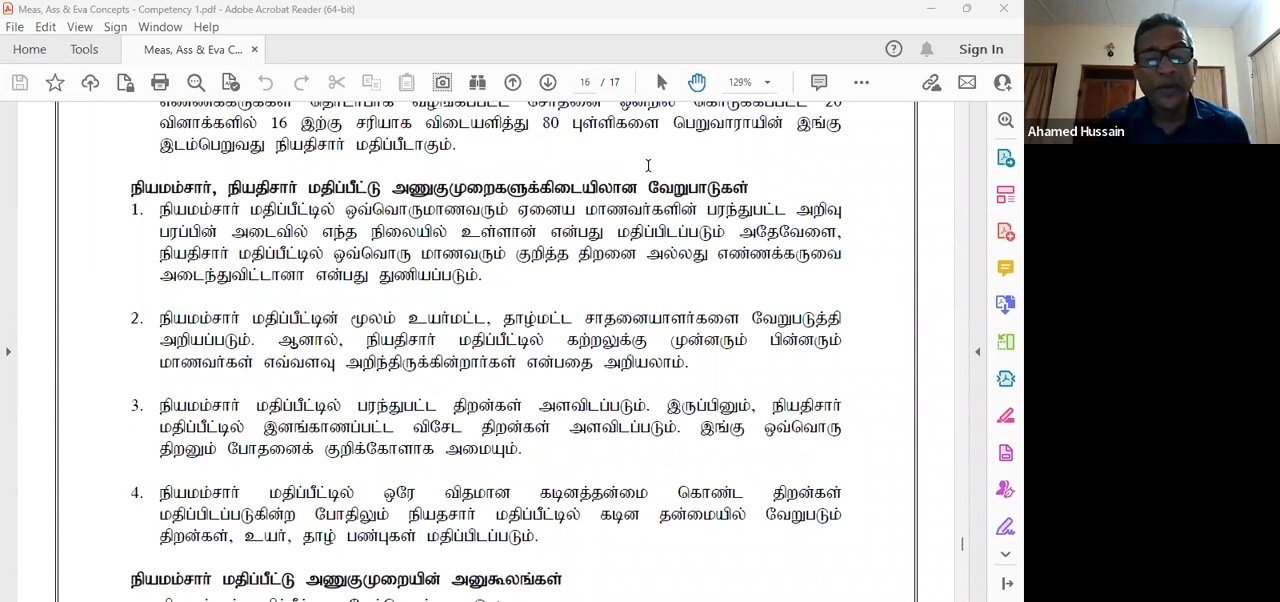 Meas, Ass & Eva Concepts - Competency 1.pdf - Adobe Acrobat Reader (64-bit)
File Edit View Sign Window Help
Home Tools Meas, Ass & Eva C... × Sign In
16 / 17 129%
வினாக்களில் 16 இற்கு சரியாக விடையளித்து 80 புள்ளிகளை பெறுவாராயின் இங்கு
இடம்பெறுவது நியதிசார் மதிப்பீடாகும்.
நியமம்சார், நியதிசார் மதிப்பீட்டு அணுகுமுறைகளுக்கிடையிலான வேறுபாடுகள்
1. நியமம்சார் மதிப்பீட்டில் ஒவ்வொருமாணவரும் ஏனைய மாணவர்களின் பரந்துபட்ட அறிவு
பரப்பின் அடைவில் எந்த நிலையில் உள்ளான் என்பது மதிப்பிடப்படும் அதேவேளை,
நியதிசார் மதிப்பீட்டில் ஒவ்வொரு மாணவரும் குறித்த திறனை அல்லது எண்ணக்கருவை
அடைந்துவிட்டானா என்பது துணியப்படும்.
2. நியமம்சார் மதிப்பீட்டின் மூலம் உயர்மட்ட, தாழ்மட்ட சாதனையாளர்களை வேறுபடுத்தி
அறியப்படும். ஆனால், நியதிசார் மதிப்பீட்டில் கற்றலுக்கு முன்னரும் பின்னரும்
மாணவர்கள் எவ்வளவு அறிந்திருக்கின்றார்கள் என்பதை அறியலாம்.
3. நியமம்சார் மதிப்பீட்டில் பரந்துபட்ட திறன்கள் அளவிடப்படும். இருப்பினும், நியதிசார்
மதிப்பீட்டில் இனங்காணப்பட்ட விசேட திறன்கள் அளவிடப்படும். இங்கு ஒவ்வொரு
திறனும் போதனைக் குறிக்கோளாக அமையும்.
4. நியமம்சார் மதிப்பீட்டில் ஒரே விதமான கடினத்தன்மை கொண்ட திறன்கள்
மதிப்பிடப்படுகின்ற போதிலும் நியதசார் மதிப்பீட்டில் கடின தன்மையில் வேறுபடும்
திறன்கள், உயர், தாழ் பண்புகள் மதிப்பிடப்படும்.
நியமம்சார் மதிப்பீட்டு அணுகுமுறையின் அனுகூலங்கள்
Ahamed Hussain